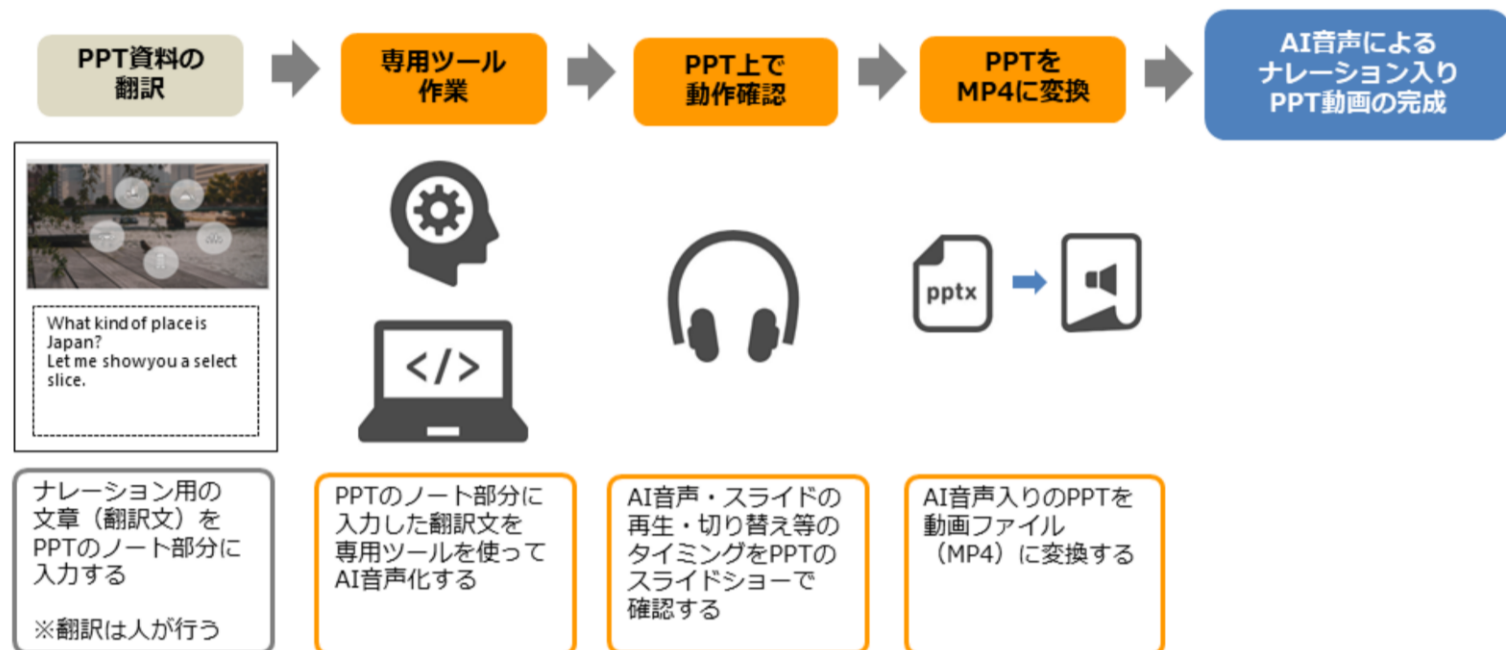 PPT資料の
翻訳
専用ツール
作業
PPT上で
動作確認
PPTを
MP4に変換
AI音声による
ナレーション入り
PPT動画の完成
What kind of place is
Japan?
Let me show you a select
slice.
</>
pptx
ナレーション用の
文章（翻訳文）を
PPTのノート部分に
入力する
※翻訳は人が行う
PPTのノート部分に
入力した翻訳文を
専用ツールを使って
AI音声化する
AI音声・スライドの
再生・切り替え等の
タイミングをPPTの
スライドショーで
確認する
AI音声入りのPPTを
動画ファイル
（MP4）に変換する